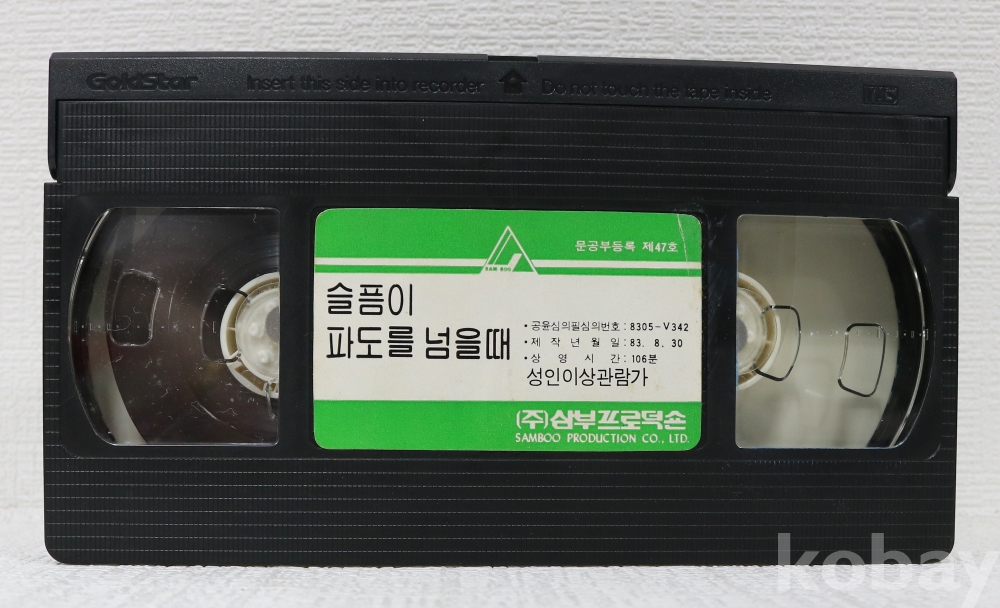 GoldStar Insert this side into recorder Do not touch the tape inside VHS
문공부등록 제47호
SAM BOO
슬픔이
파도를 넘을때
• 공윤심의필심의번호 : 8305-V342
• 제 작 년 월 일 : 83. 8. 30
• 상 영 시 간 : 106분
성인이상관람가
(주)삼부프로덕숀
SAMBOO PRODUCTION CO., LTD.
kobay